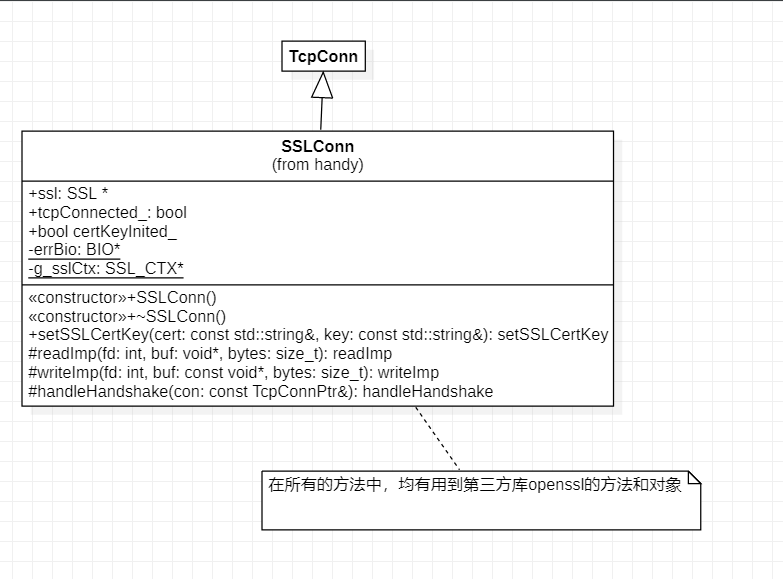 TcpConn
SSLConn
(from handy)
+ssl: SSL *
+tcpConnected_: bool
+bool certKeyInited_
-errBio: BIO*
-g_sslCtx: SSL_CTX*
«constructor»+SSLConn()
«constructor»+~SSLConn()
+setSSLCertKey(cert: const std::string&, key: const std::string&): setSSLCertKey
#readImp(fd: int, buf: void*, bytes: size_t): readImp
#writeImp(fd: int, buf: const void*, bytes: size_t): writeImp
#handleHandshake(con: const TcpConnPtr&): handleHandshake
在所有的方法中，均有用到第三方库openssl的方法和对象